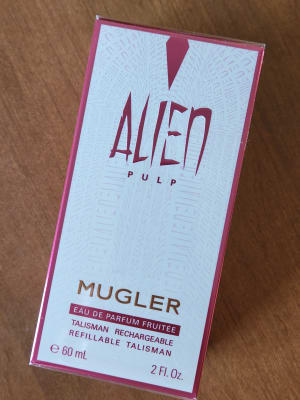 ALIEN
PULP
MUGLER
EAU DE PARFUM FRUITÉE
TALISMAN RECHARGEABLE
REFILLABLE TALISMAN
e 60 mL 2 Fl. Oz.